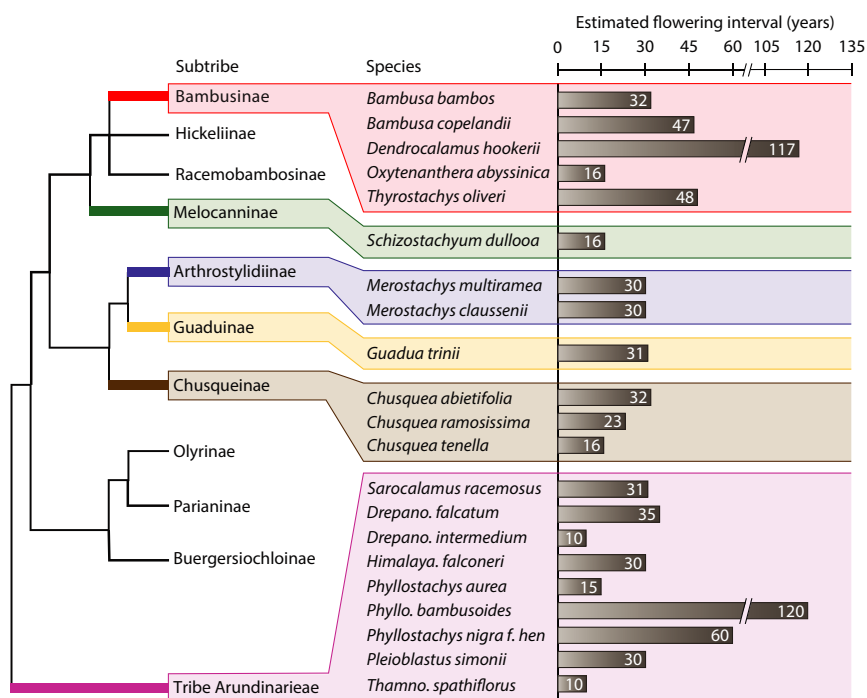 Estimated flowering interval (years)
0 15 30 45 60 105 120 135
Subtribe Species
Bambusinae
Bambusa bambos 32
Bambusa copelandii 47
Hickeliinae
Dendrocalamus hookerii 117
Racemobambosinae
Oxytenanthera abyssinica 16
Thyrostachys oliveri 48
Melocanninae
Schizostachyum dullooa 16
Arthrostylidiinae
Merostachys multiramea 30
Merostachys claussenii 30
Guaduinae
Guadua trinii 31
Chusqueinae
Chusquea abietifolia 32
Chusquea ramosissima 23
Chusquea tenella 16
Olyrinae
Sarocalamus racemosus 31
Parianinae
Drepano. falcatum 35
Drepano. intermedium 10
Buergersiochloinae
Himalaya. falconeri 30
Phyllostachys aurea 15
Phyllo. bambusoides 120
Phyllostachys nigra f. hen 60
Pleioblastus simonii 30
Tribe Arundinarieae
Thamno. spathiflorus 10